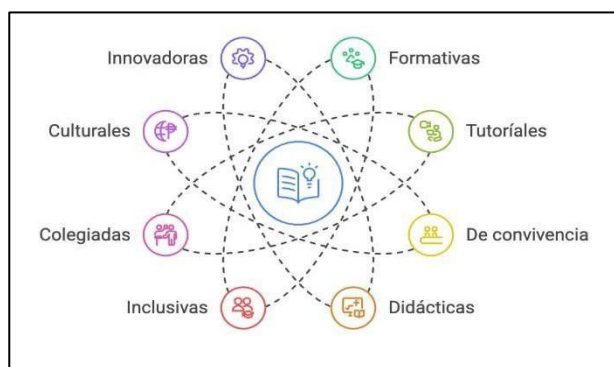 Innovadoras
Formativas
Culturales
Tutoríales
Colegiadas
De convivencia
Inclusivas
Didácticas